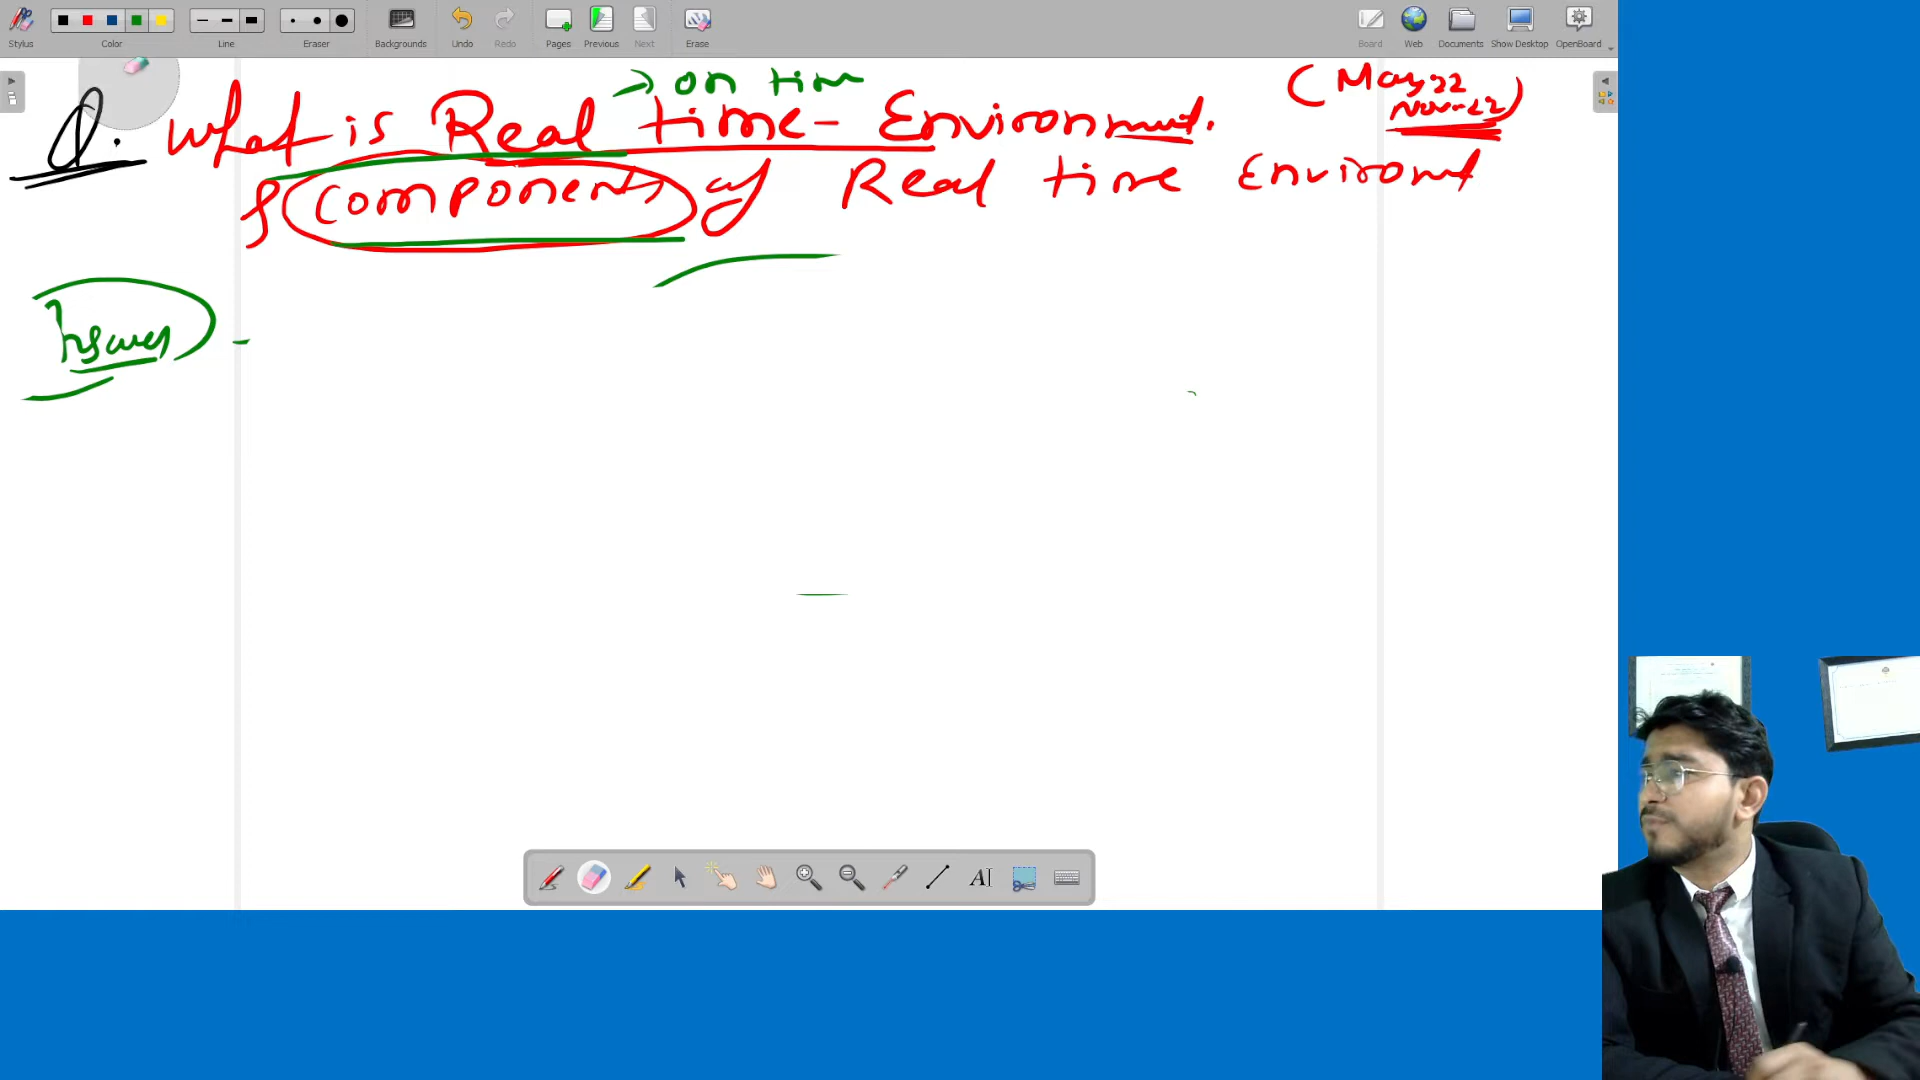 Stylus Color Line Eraser Backgrounds Undo Redo Pages Previous Next Erase Board Web Documents Show Desktop OpenBoard
→ on time
(May 22
Nov-22)
Q. What is Real time - Environment.
& components of Real time Environt
Answer -